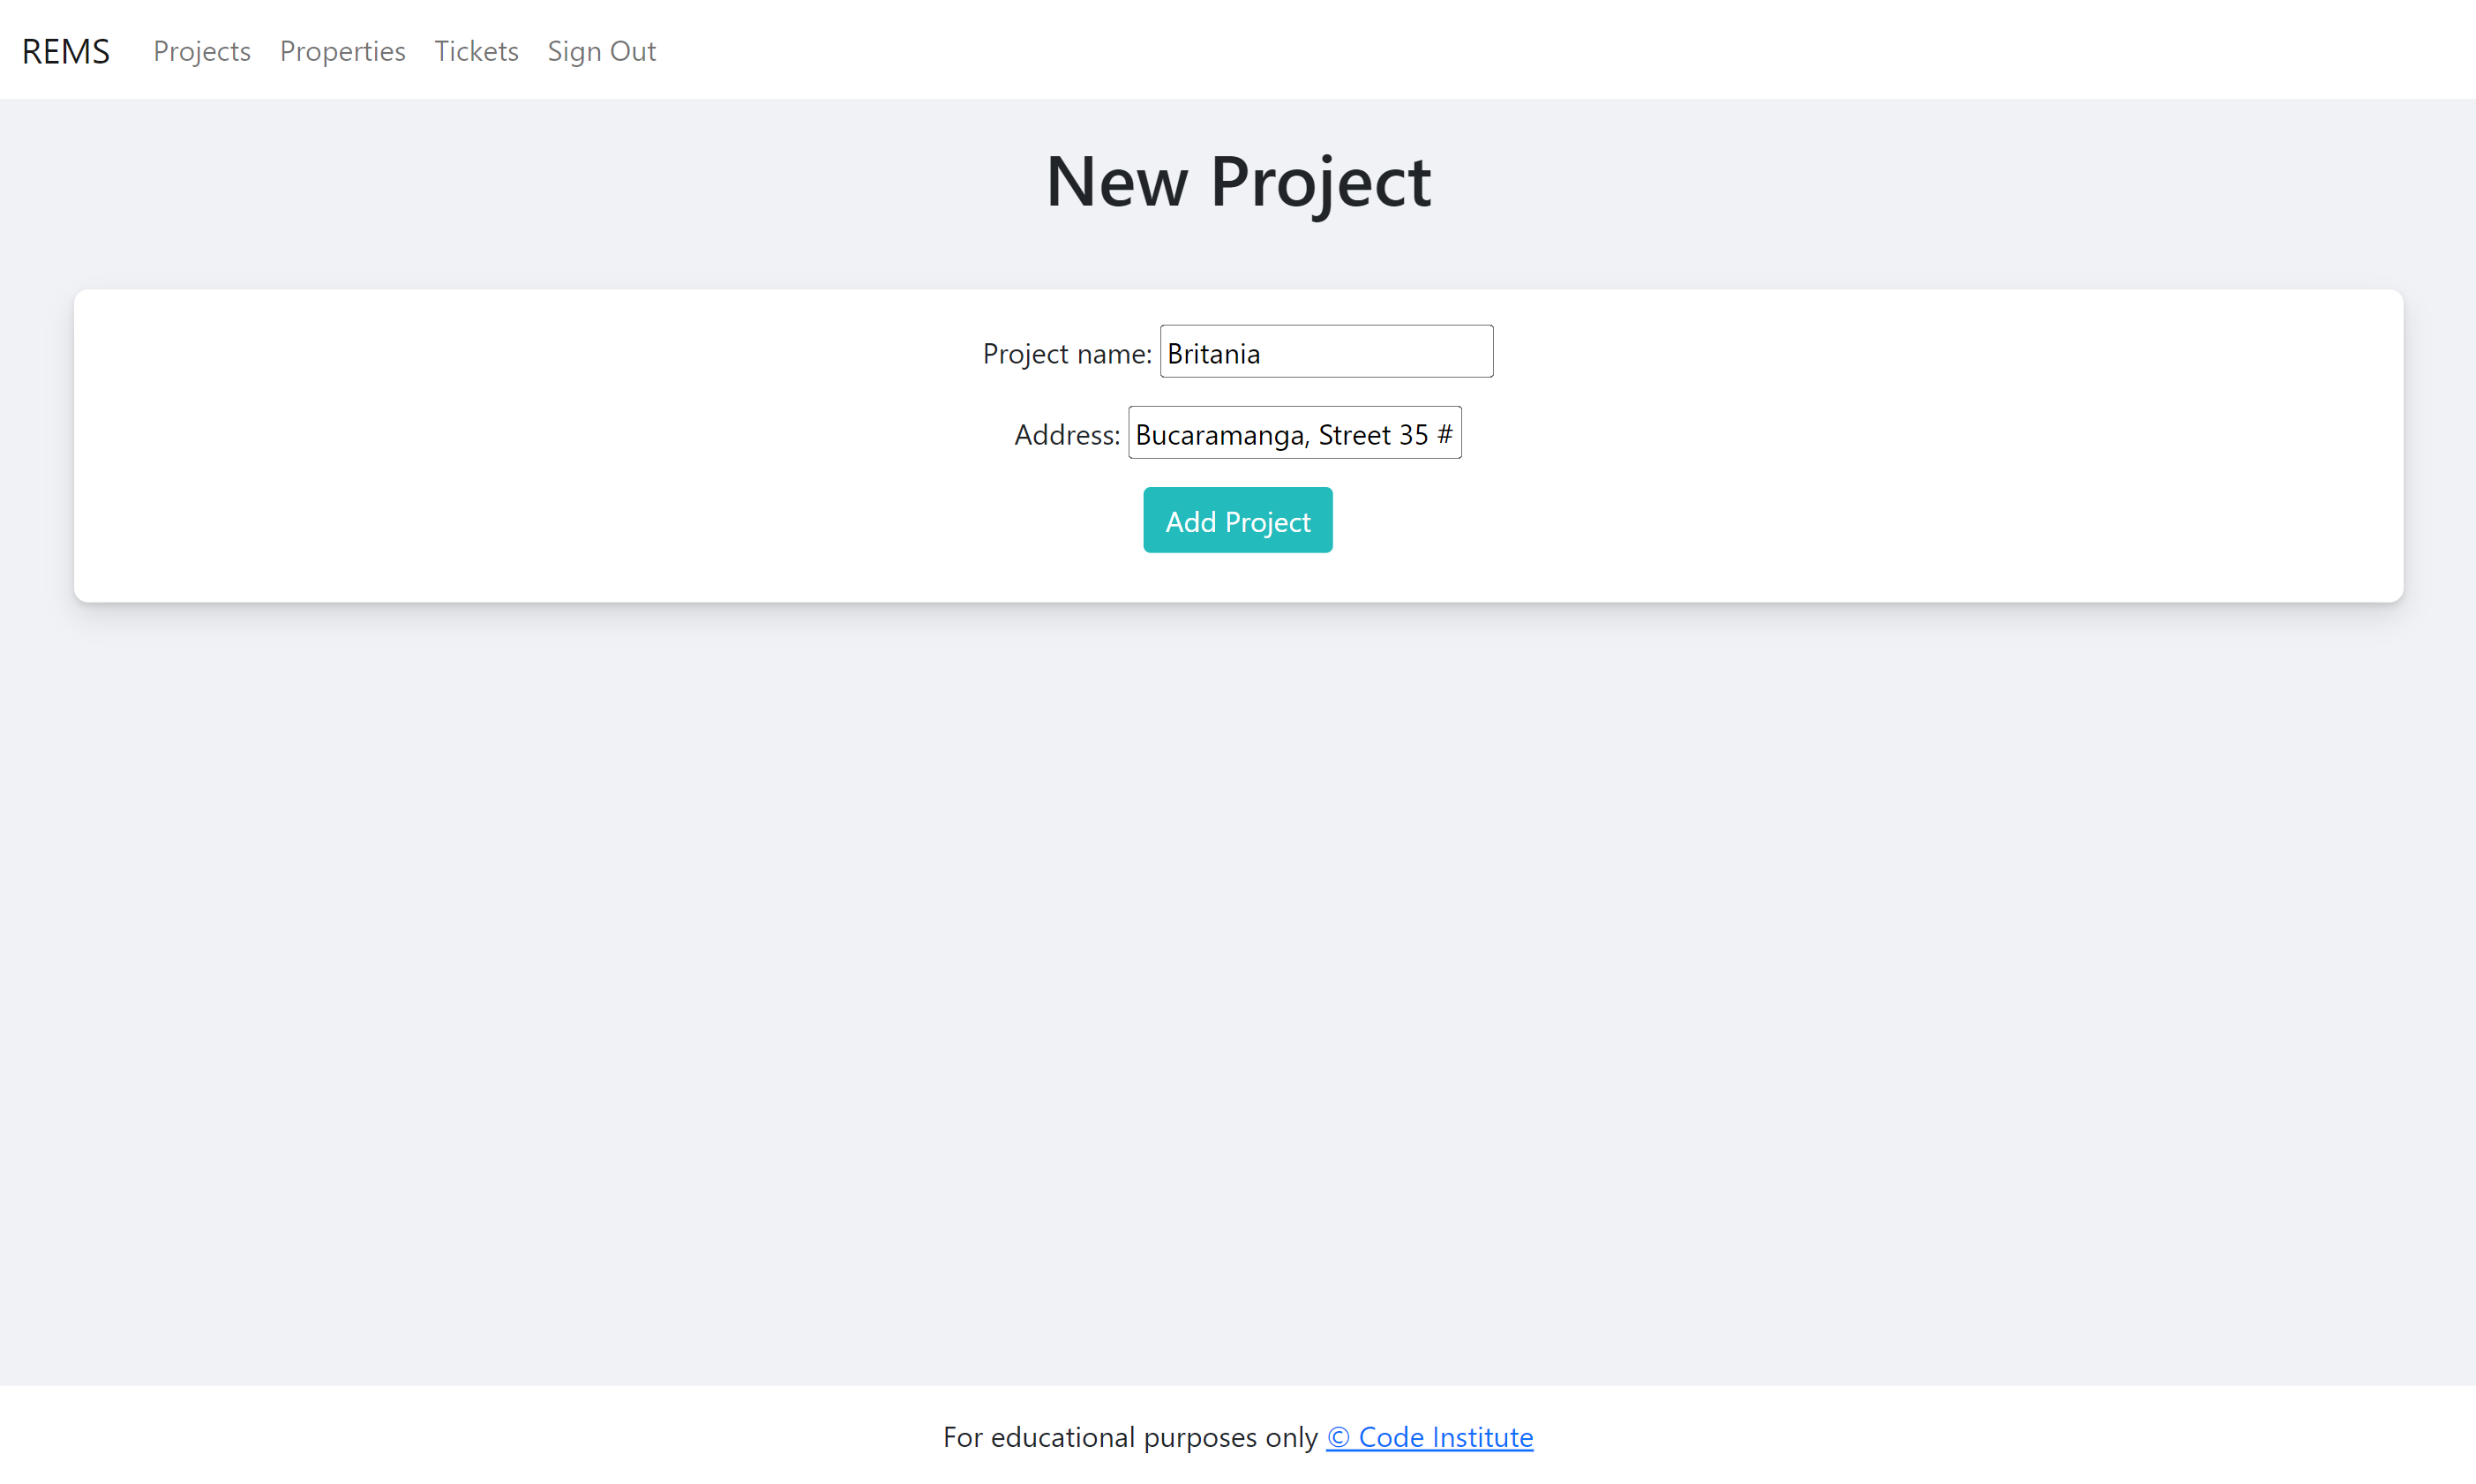 REMS Projects Properties Tickets Sign Out
New Project
Project name: Britania
Address: Bucaramanga, Street 35 #
Add Project
For educational purposes only © Code Institute